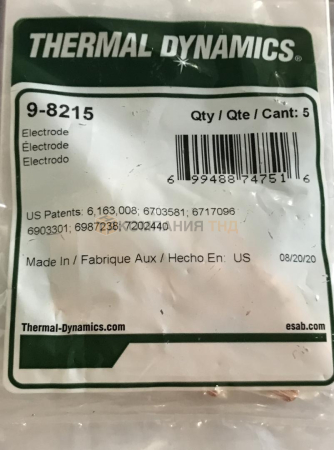 THERMAL DYNAMICS®
9-8215 Qty / Qte / Cant: 5
Electrode
Électrode
Electrodo
6 99488 74751 6
US Patents: 6,163,008; 6703581; 6717096
6903301; 6987238; 7202440
КОМПАНИЯ ТНД
Made In / Fabrique Aux / Hecho En: US 08/20/20
Thermal-Dynamics.com esab.com